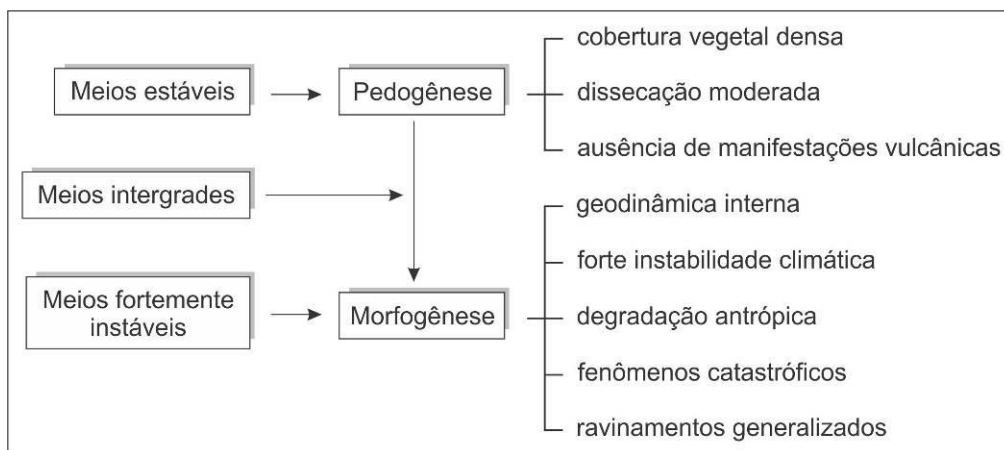 Meios estáveis
Pedogênese
cobertura vegetal densa
dissecação moderada
ausência de manifestações vulcânicas
Meios intergrades
Meios fortemente
instáveis
Morfogênese
geodinâmica interna
forte instabilidade climática
degradação antrópica
fenômenos catastróficos
ravinamentos generalizados